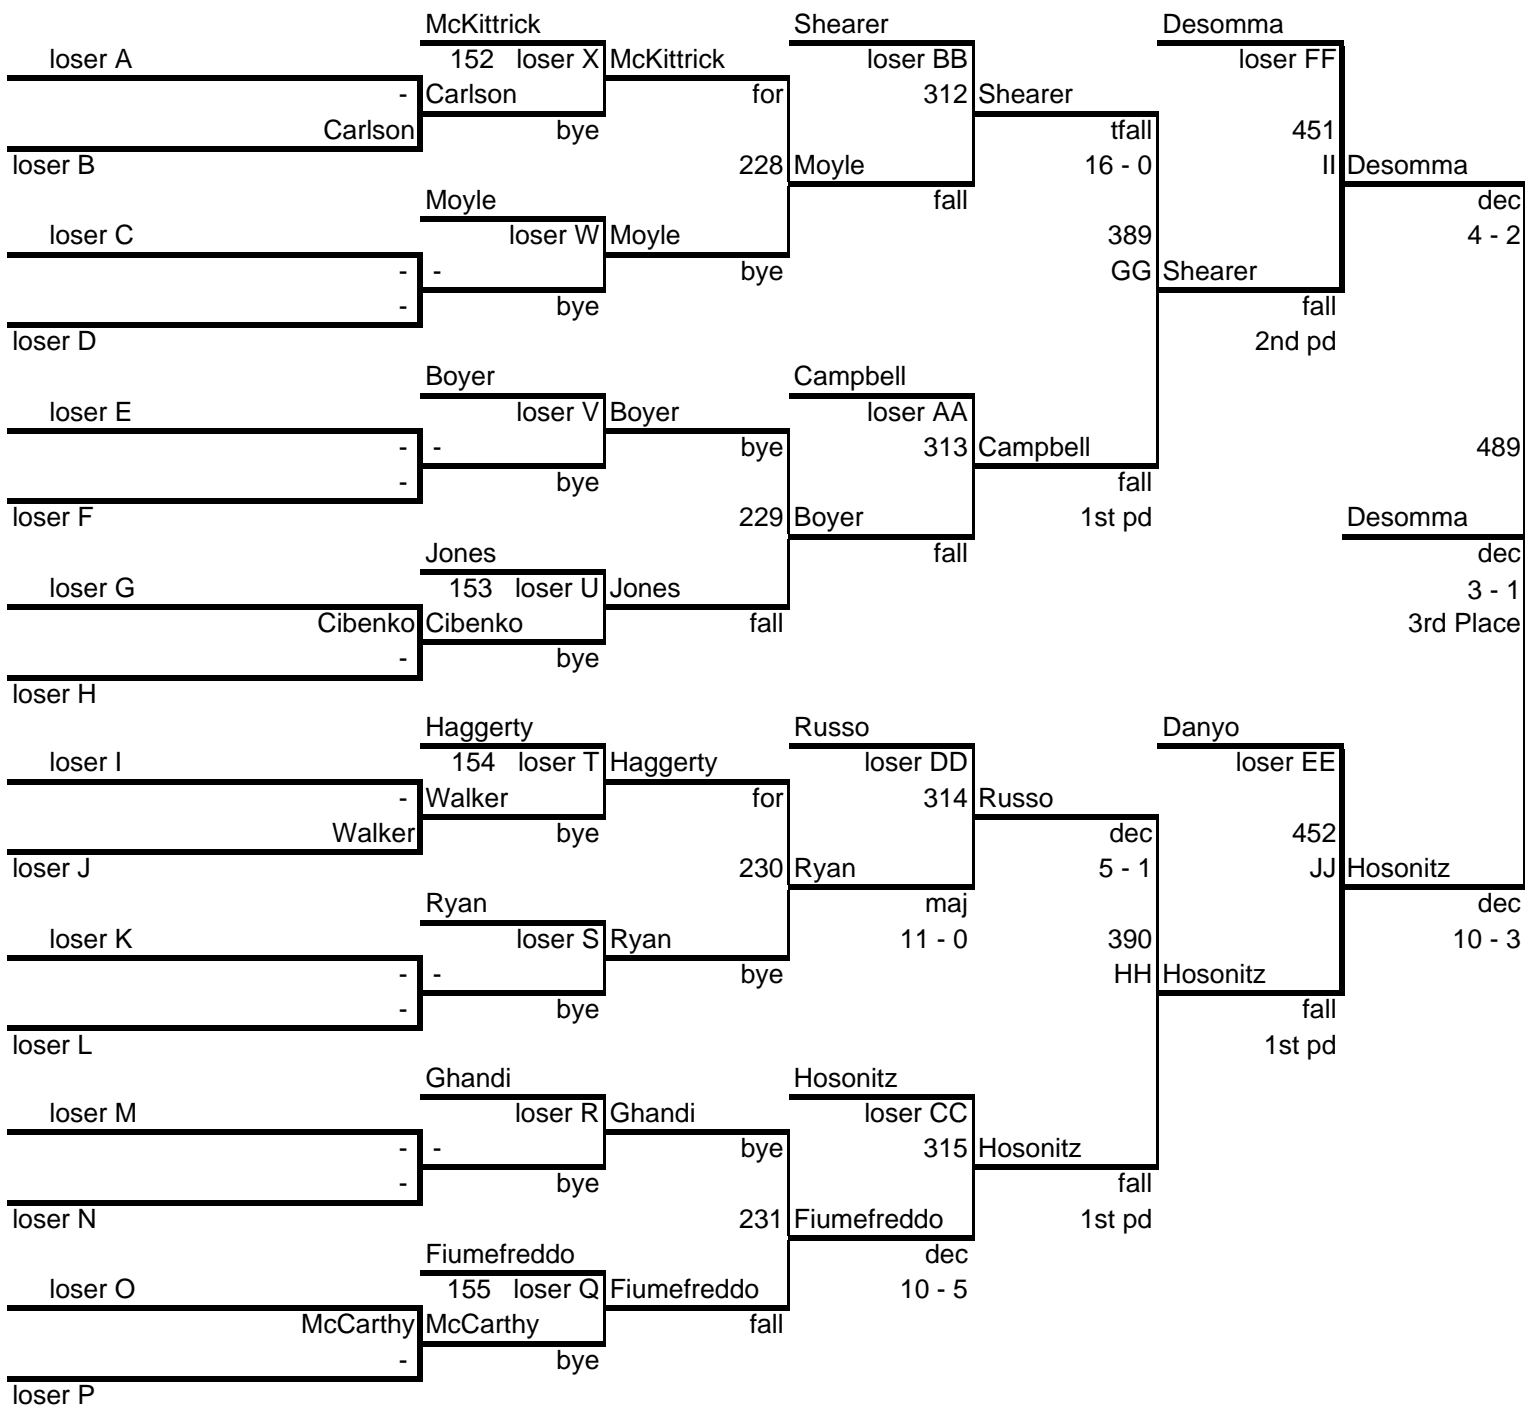 McKittrick Shearer Desomma
loser A 152 loser X McKittrick loser BB loser FF
- Carlson for 312 Shearer
Carlson bye tfall 451
loser B 228 Moyle 16 - 0 II Desomma
Moyle fall dec
loser C loser W Moyle 389 4 - 2
- - bye GG Shearer
- bye fall
loser D 2nd pd
Boyer Campbell
loser E loser V Boyer loser AA
- - bye 313 Campbell 489
- bye fall
loser F 229 Boyer 1st pd Desomma
Jones fall dec
loser G 153 loser U Jones 3 - 1
Cibenko Cibenko fall 3rd Place
- bye
loser H
Haggerty Russo Danyo
loser I 154 loser T Haggerty loser DD loser EE
- Walker for 314 Russo
Walker bye dec 452
loser J 230 Ryan 5 - 1 JJ Hosonitz
Ryan maj dec
loser K loser S Ryan 11 - 0 390 10 - 3
- - bye HH Hosonitz
- bye fall
loser L 1st pd
Ghandi Hosonitz
loser M loser R Ghandi loser CC
- - bye 315 Hosonitz
- bye fall
loser N 231 Fiumefreddo 1st pd
Fiumefreddo dec
loser O 155 loser Q Fiumefreddo 10 - 5
McCarthy McCarthy fall
- bye
loser P